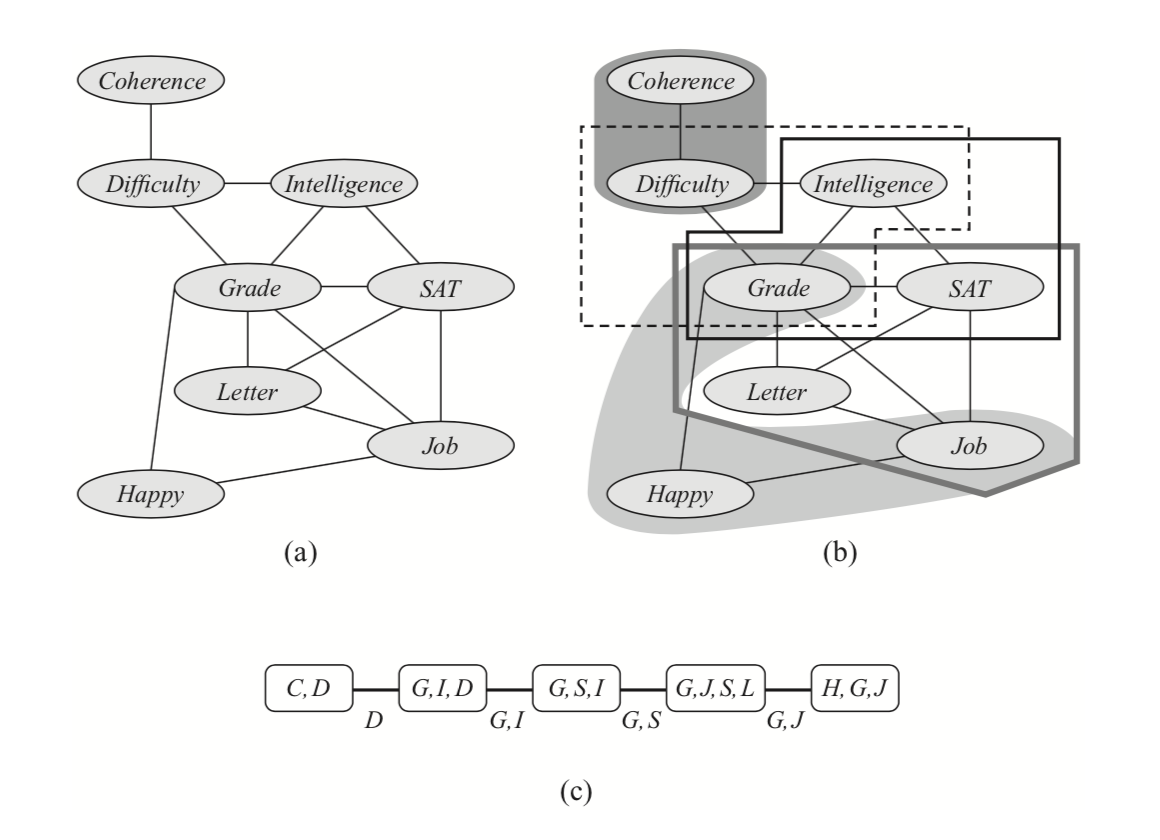 Coherence
Difficulty
Intelligence
Grade
SAT
Letter
Job
Happy
(a)
Coherence
Difficulty
Intelligence
Grade
SAT
Letter
Job
Happy
(b)
C, D
G, I, D
G, S, I
G, J, S, L
H, G, J
D
G, I
G, S
G, J
(c)